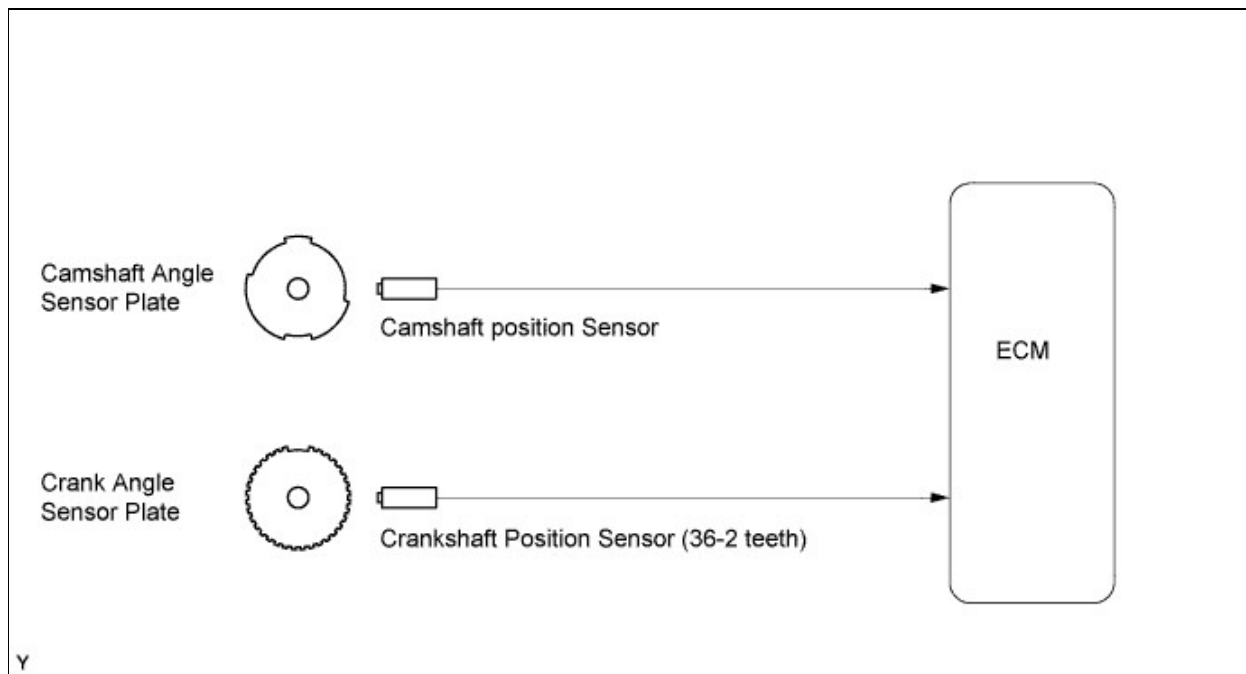 Camshaft Angle
Sensor Plate
Camshaft position Sensor
ECM
Crank Angle
Sensor Plate
Crankshaft Position Sensor (36-2 teeth)
Y